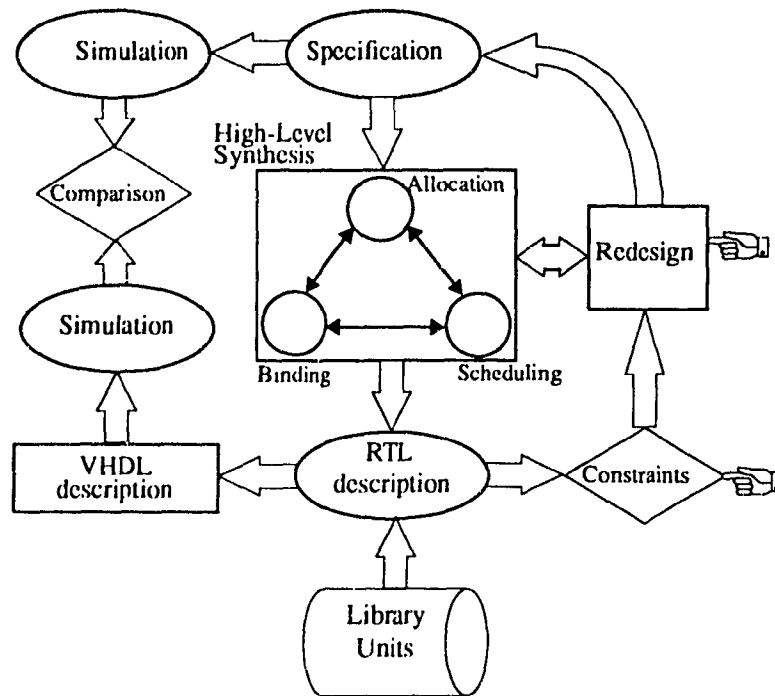 Simulation
Specification
High-Level
Synthesis
Allocation
Comparison
Redesign
Simulation
Binding
Scheduling
VHDL
description
RTL
description
Constraints
Library
Units